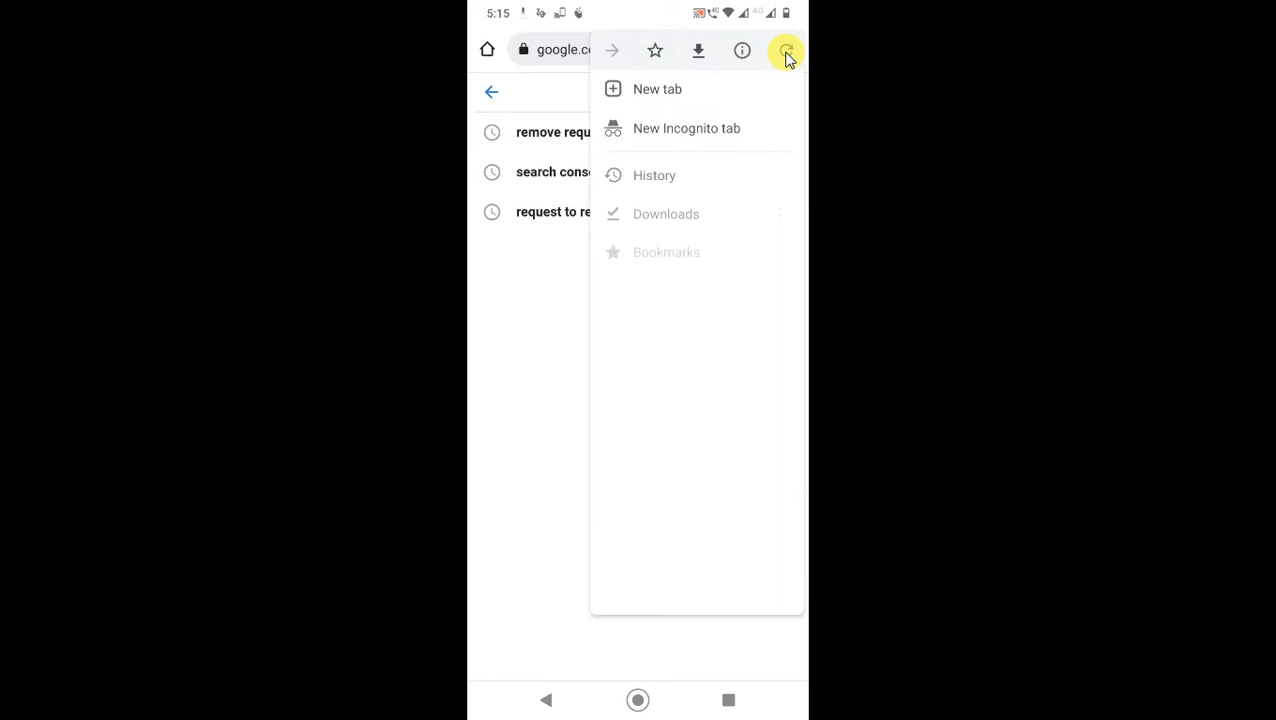 5:15
google.c
New tab
remove requ
New Incognito tab
search cons
History
request to re
Downloads
Bookmarks